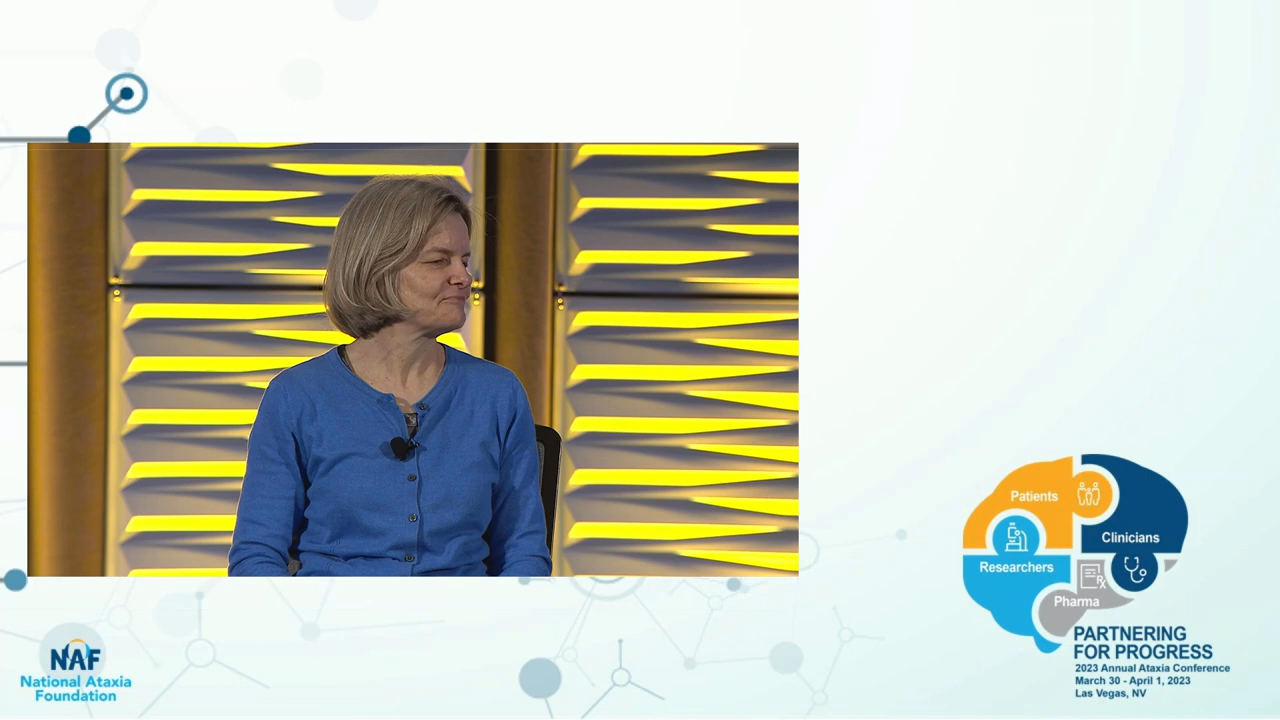 Patients
Clinicians
Researchers
Pharma
PARTNERING
FOR PROGRESS
2023 Annual Ataxia Conference
March 30 - April 1, 2023
Las Vegas, NV
NAF
National Ataxia
Foundation